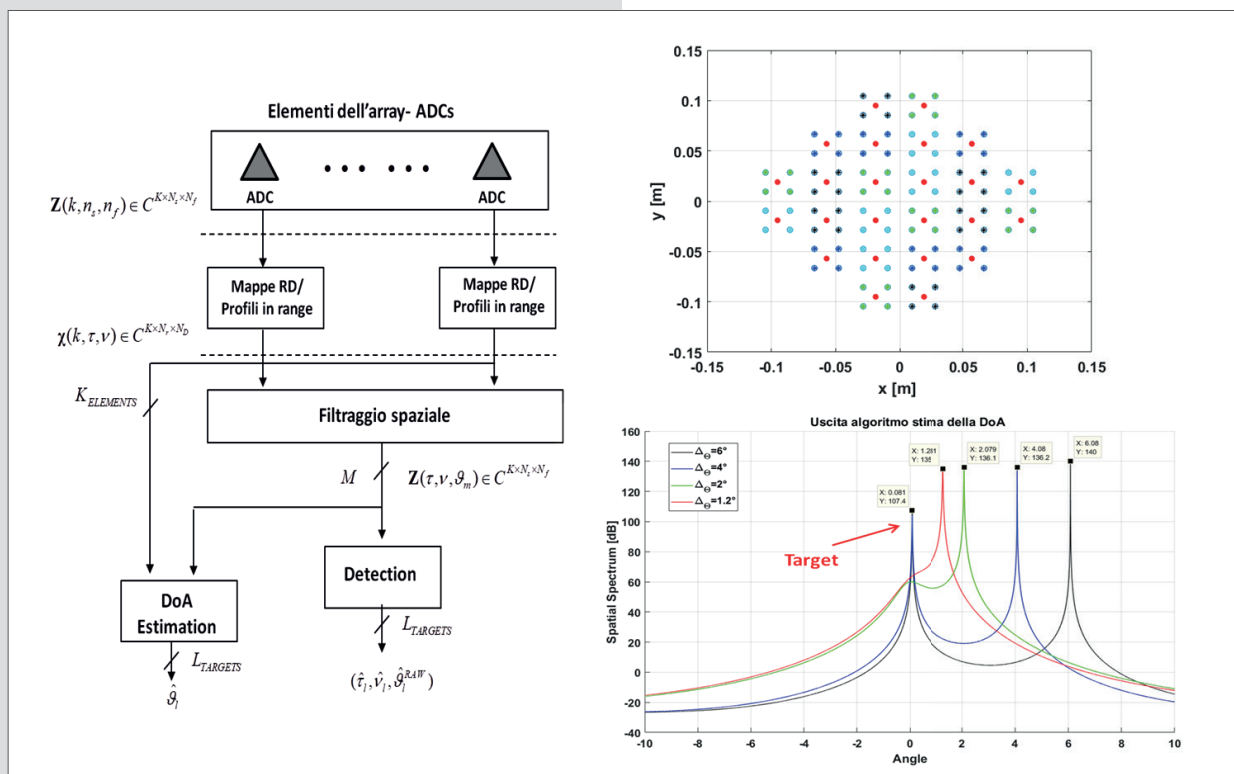 Elementi dell'array- ADCs
ADC
ADC
Z(k,n_s,n_f)∈C^{K×N_s×N_f}
Mappe RD/
Profili in range
Mappe RD/
Profili in range
χ(k,τ,ν)∈C^{K×N_r×N_D}
K_{ELEMENTS}
Filtraggio spaziale
M
Z(τ,ν,ϑ_m)∈C^{K×N_s×N_f}
Detection
DoA
Estimation
L_{TARGETS}
L_{TARGETS}
(τ̂_l,ν̂_l,ϑ̂_l^{RAW})
ϑ̂_l
0.15
0.1
0.05
0
-0.05
-0.1
-0.15
y [m]
-0.15 -0.1 -0.05 0 0.05 0.1 0.15
x [m]
Uscita algoritmo stima della DoA
160
140
120
100
80
60
40
20
0
-20
-40
Spatial Spectrum [dB]
Δ_Θ=6°
Δ_Θ=4°
Δ_Θ=2°
Δ_Θ=1.2°
X: 0.081
Y: 107.4
X: 1.281
Y: 135
X: 2.079
Y: 136.1
X: 4.08
Y: 136.2
X: 6.08
Y: 140
Target
-10 -8 -6 -4 -2 0 2 4 6 8 10
Angle